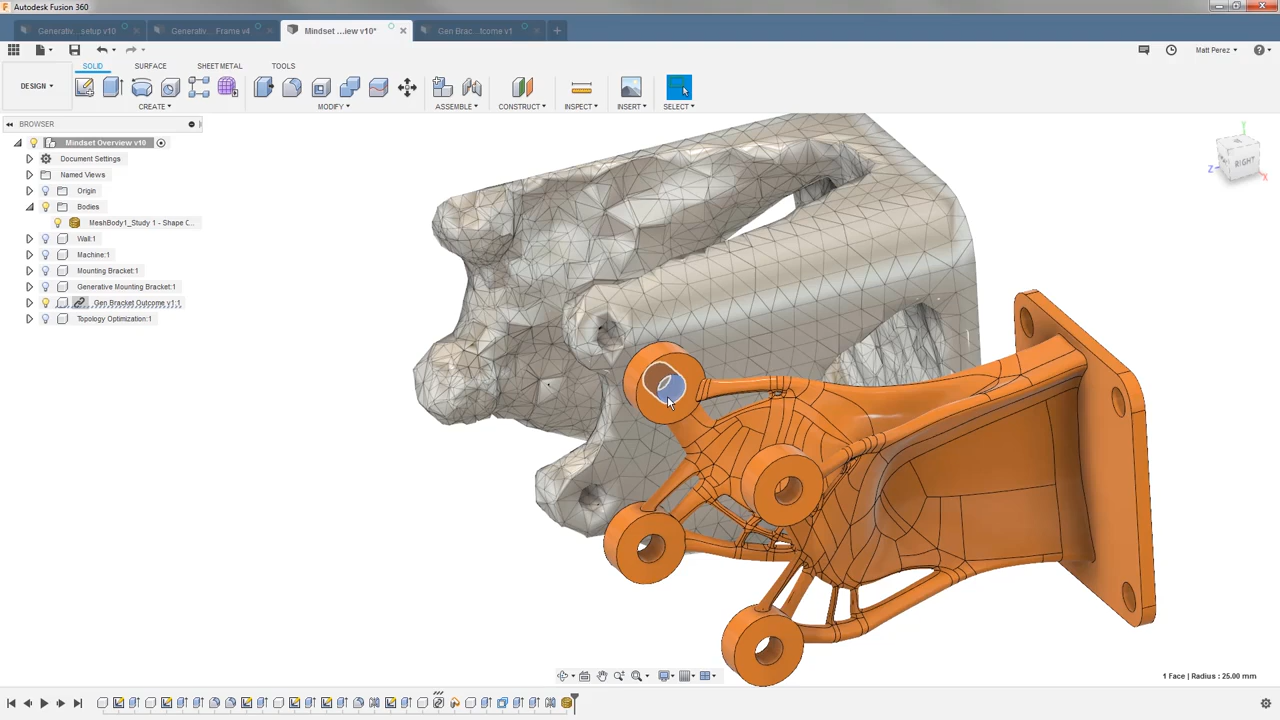 Autodesk Fusion 360
Generativ...setup v10
Generativ... Frame v4
Mindset ...iew v10*
Gen Brac...tcome v1
Matt Perez
SOLID
SURFACE
SHEET METAL
TOOLS
DESIGN
CREATE
MODIFY
ASSEMBLE
CONSTRUCT
INSPECT
INSERT
SELECT
BROWSER
Mindset Overview v10
Document Settings
Named Views
Origin
Bodies
MeshBody1_Study 1 - Shape O...
Wall:1
Machine:1
Mounting Bracket:1
Generative Mounting Bracket:1
Gen Bracket Outcome v1:1
Topology Optimization:1
Y
RIGHT
Z
X
1 Face | Radius : 25.00 mm